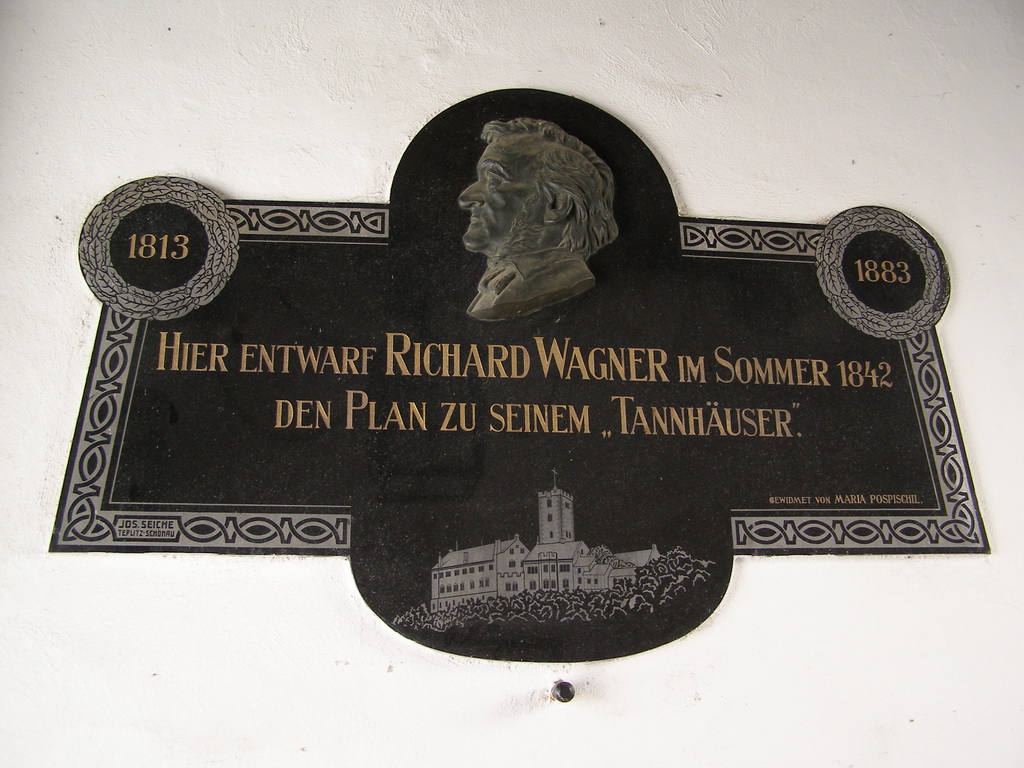 1813
1883
HIER ENTWARF RICHARD WAGNER IM SOMMER 1842
DEN PLAN ZU SEINEM „TANNHÄUSER”.
GEWIDMET VON MARIA POSPISCHIL.
JOS. SEICHE
TEPLITZ-SCHÖNAU